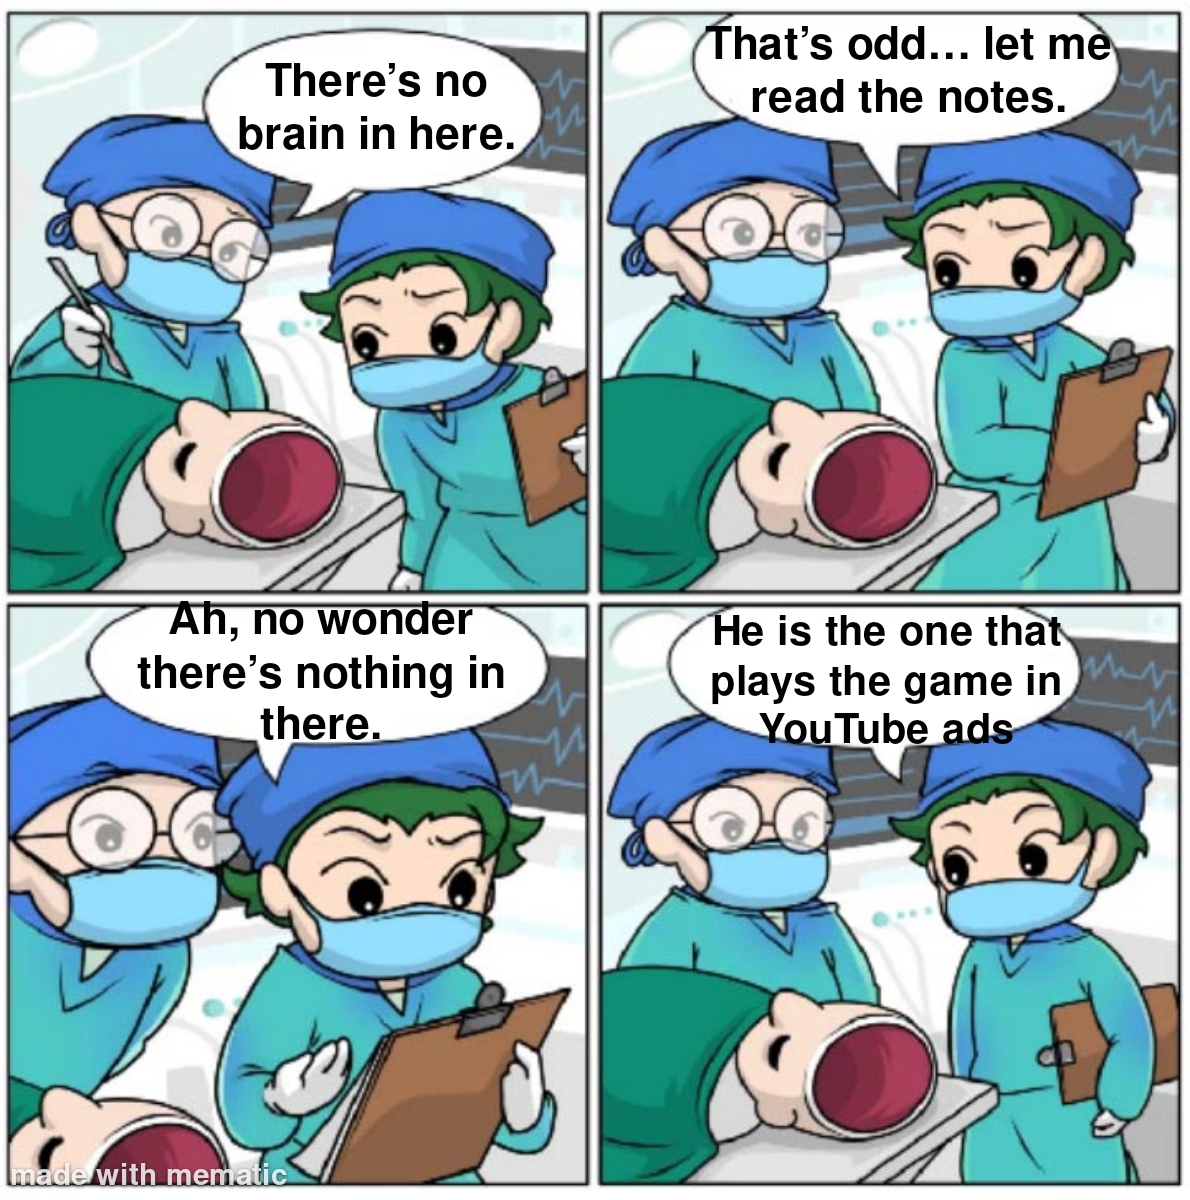 There’s no
brain in here.
That’s odd... let me
read the notes.
Ah, no wonder
there’s nothing in
there.
He is the one that
plays the game in
YouTube ads
made with mematic